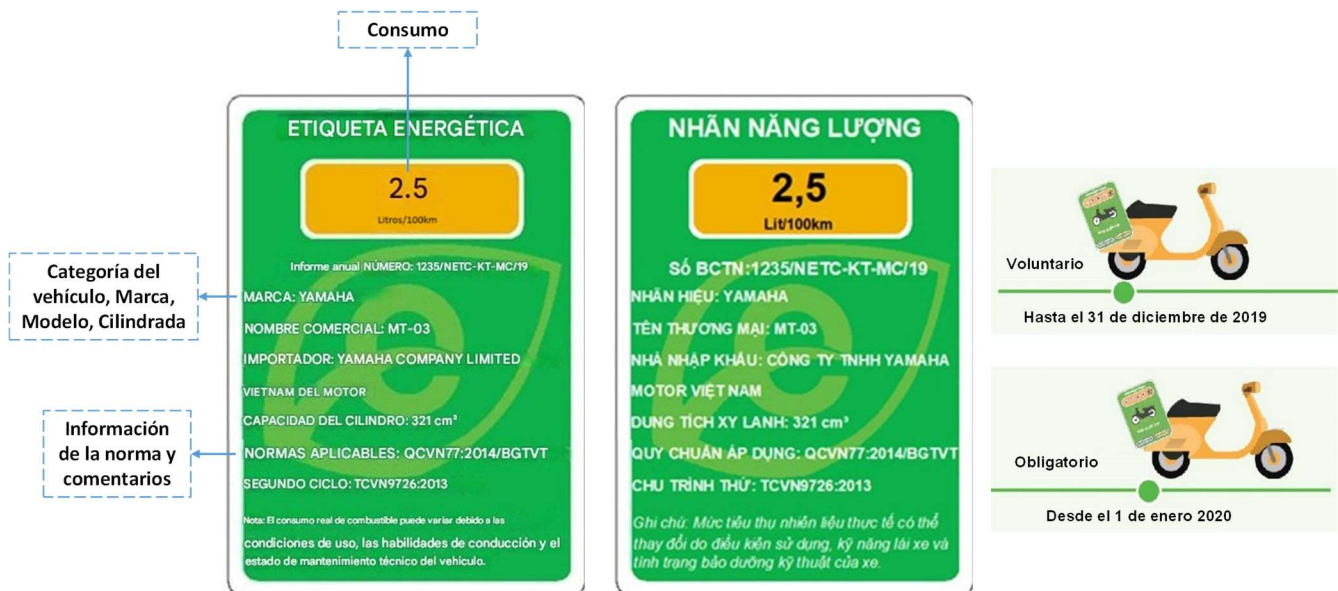 Consumo
ETIQUETA ENERGÉTICA
2.5
Litros/100km
Informe anual NÚMERO: 1235/NETC-KT-MC/19
MARCA: YAMAHA
NOMBRE COMERCIAL: MT-03
IMPORTADOR: YAMAHA COMPANY LIMITED
VIETNAM DEL MOTOR
CAPACIDAD DEL CILINDRO: 321 cm³
NORMAS APLICABLES: QCVN77:2014/BGTVT
SEGUNDO CICLO: TCVN9726:2013
Nota: El consumo real de combustible puede variar debido a las
condiciones de uso, las habilidades de conducción y el
estado de mantenimiento técnico del vehículo.
Categoría del
vehículo, Marca,
Modelo, Cilindrada
Información
de la norma y
comentarios
NHÃN NĂNG LƯỢNG
2,5
Lít/100km
Số BCTN:1235/NETC-KT-MC/19
NHÃN HIỆU: YAMAHA
TÊN THƯƠNG MẠI: MT-03
NHÀ NHẬP KHẨU: CÔNG TY TNHH YAMAHA
MOTOR VIỆT NAM
DUNG TÍCH XY LANH: 321 cm³
QUY CHUẨN ÁP DỤNG: QCVN77:2014/BGTVT
CHU TRÌNH THỬ: TCVN9726:2013
Ghi chú: Mức tiêu thụ nhiên liệu thực tế có thể
thay đổi do điều kiện sử dụng, kỹ năng lái xe và
tình trạng bảo dưỡng kỹ thuật của xe.
Voluntario
Hasta el 31 de diciembre de 2019
Obligatorio
Desde el 1 de enero 2020